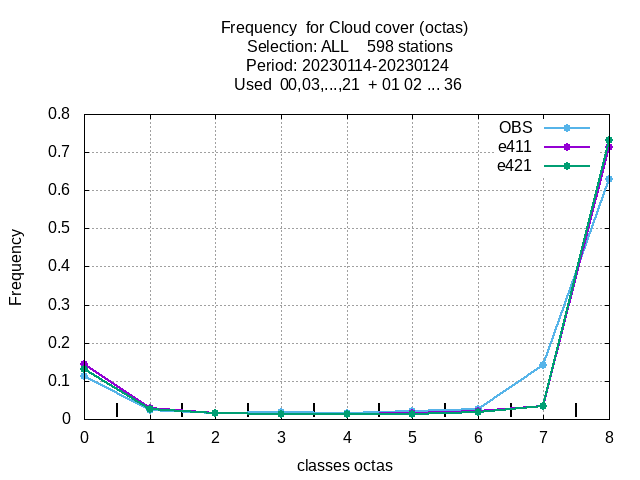 Frequency  for Cloud cover (octas)
Selection: ALL    598 stations
Period: 20230114-20230124
Used  00,03,...,21  + 01 02 ... 36
OBS
e411
e421
Frequency
0.8
0.7
0.6
0.5
0.4
0.3
0.2
0.1
0
0 1 2 3 4 5 6 7 8
classes octas